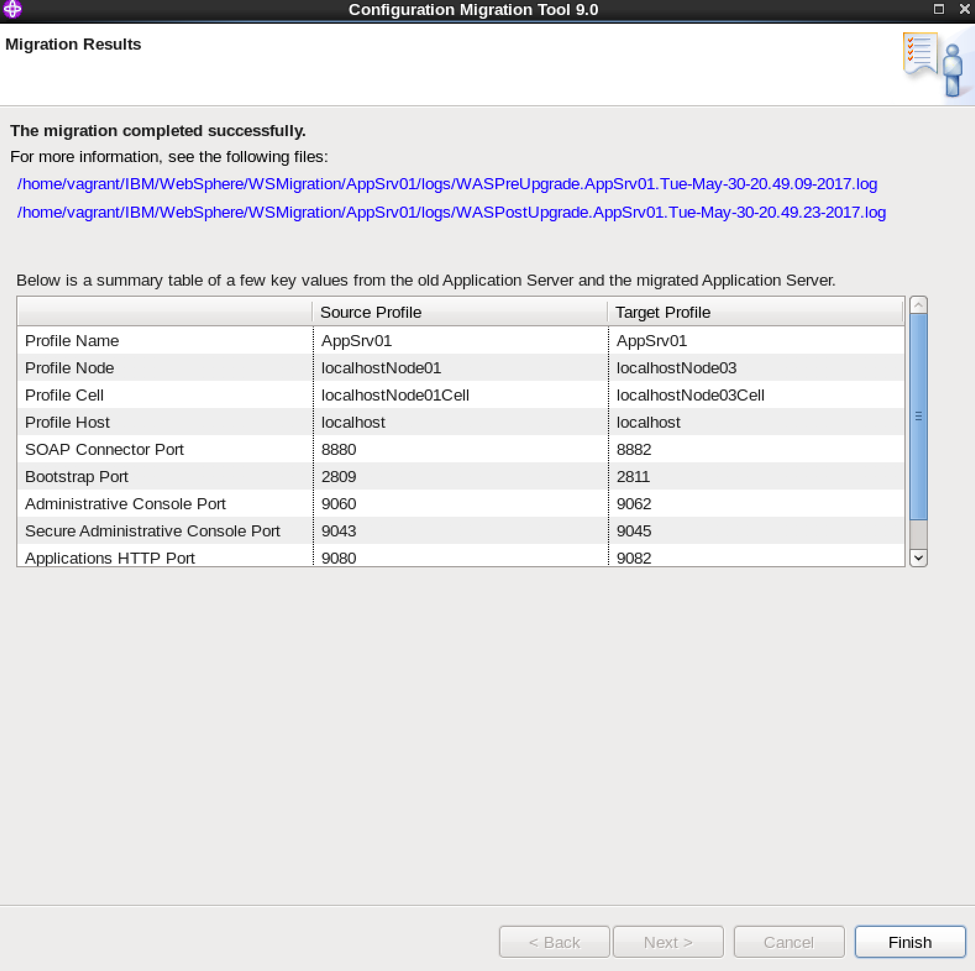 Configuration Migration Tool 9.0
Migration Results
The migration completed successfully.
For more information, see the following files:
/home/vagrant/IBM/WebSphere/WSMigration/AppSrv01/logs/WASPreUpgrade.AppSrv01.Tue-May-30-20.49.09-2017.log
/home/vagrant/IBM/WebSphere/WSMigration/AppSrv01/logs/WASPostUpgrade.AppSrv01.Tue-May-30-20.49.23-2017.log
Below is a summary table of a few key values from the old Application Server and the migrated Application Server.
Source Profile Target Profile
Profile Name AppSrv01 AppSrv01
Profile Node localhostNode01 localhostNode03
Profile Cell localhostNode01Cell localhostNode03Cell
Profile Host localhost localhost
SOAP Connector Port 8880 8882
Bootstrap Port 2809 2811
Administrative Console Port 9060 9062
Secure Administrative Console Port 9043 9045
Applications HTTP Port 9080 9082
< Back Next > Cancel Finish